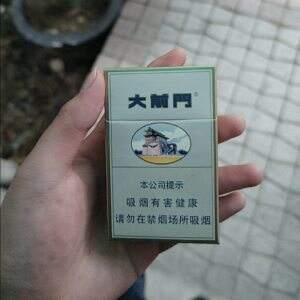 大前門
本公司提示
吸烟有害健康
请勿在禁烟场所吸烟